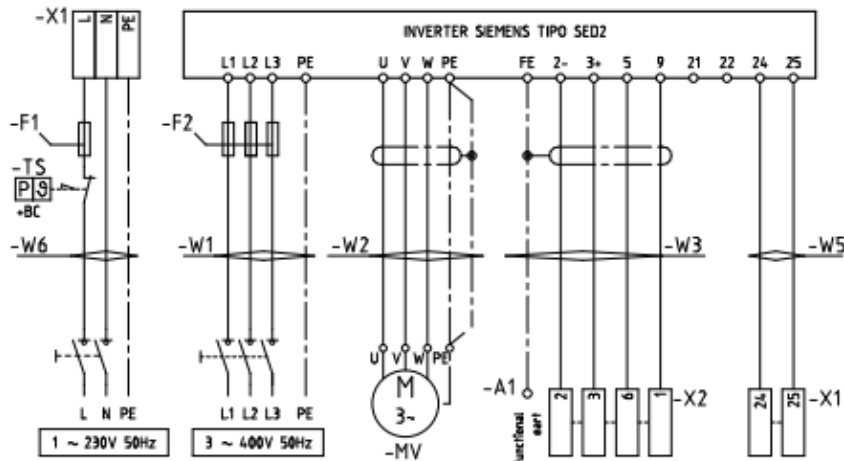 -X1 L N PE
INVERTER SIEMENS TIPO SED2
L1 L2 L3 PE U V W PE FE 2- 3+ 5 9 21 22 24 25
-F1 -F2
-TS
P
+BC
-W6 -W1 -W2 -W3 -W5
U V W PE
M
3~
-MV
-A1
2 3 6 1 -X2
24 25 -X1
L N PE L1 L2 L3 PE
1 ~ 230V 50Hz
3 ~ 400V 50Hz